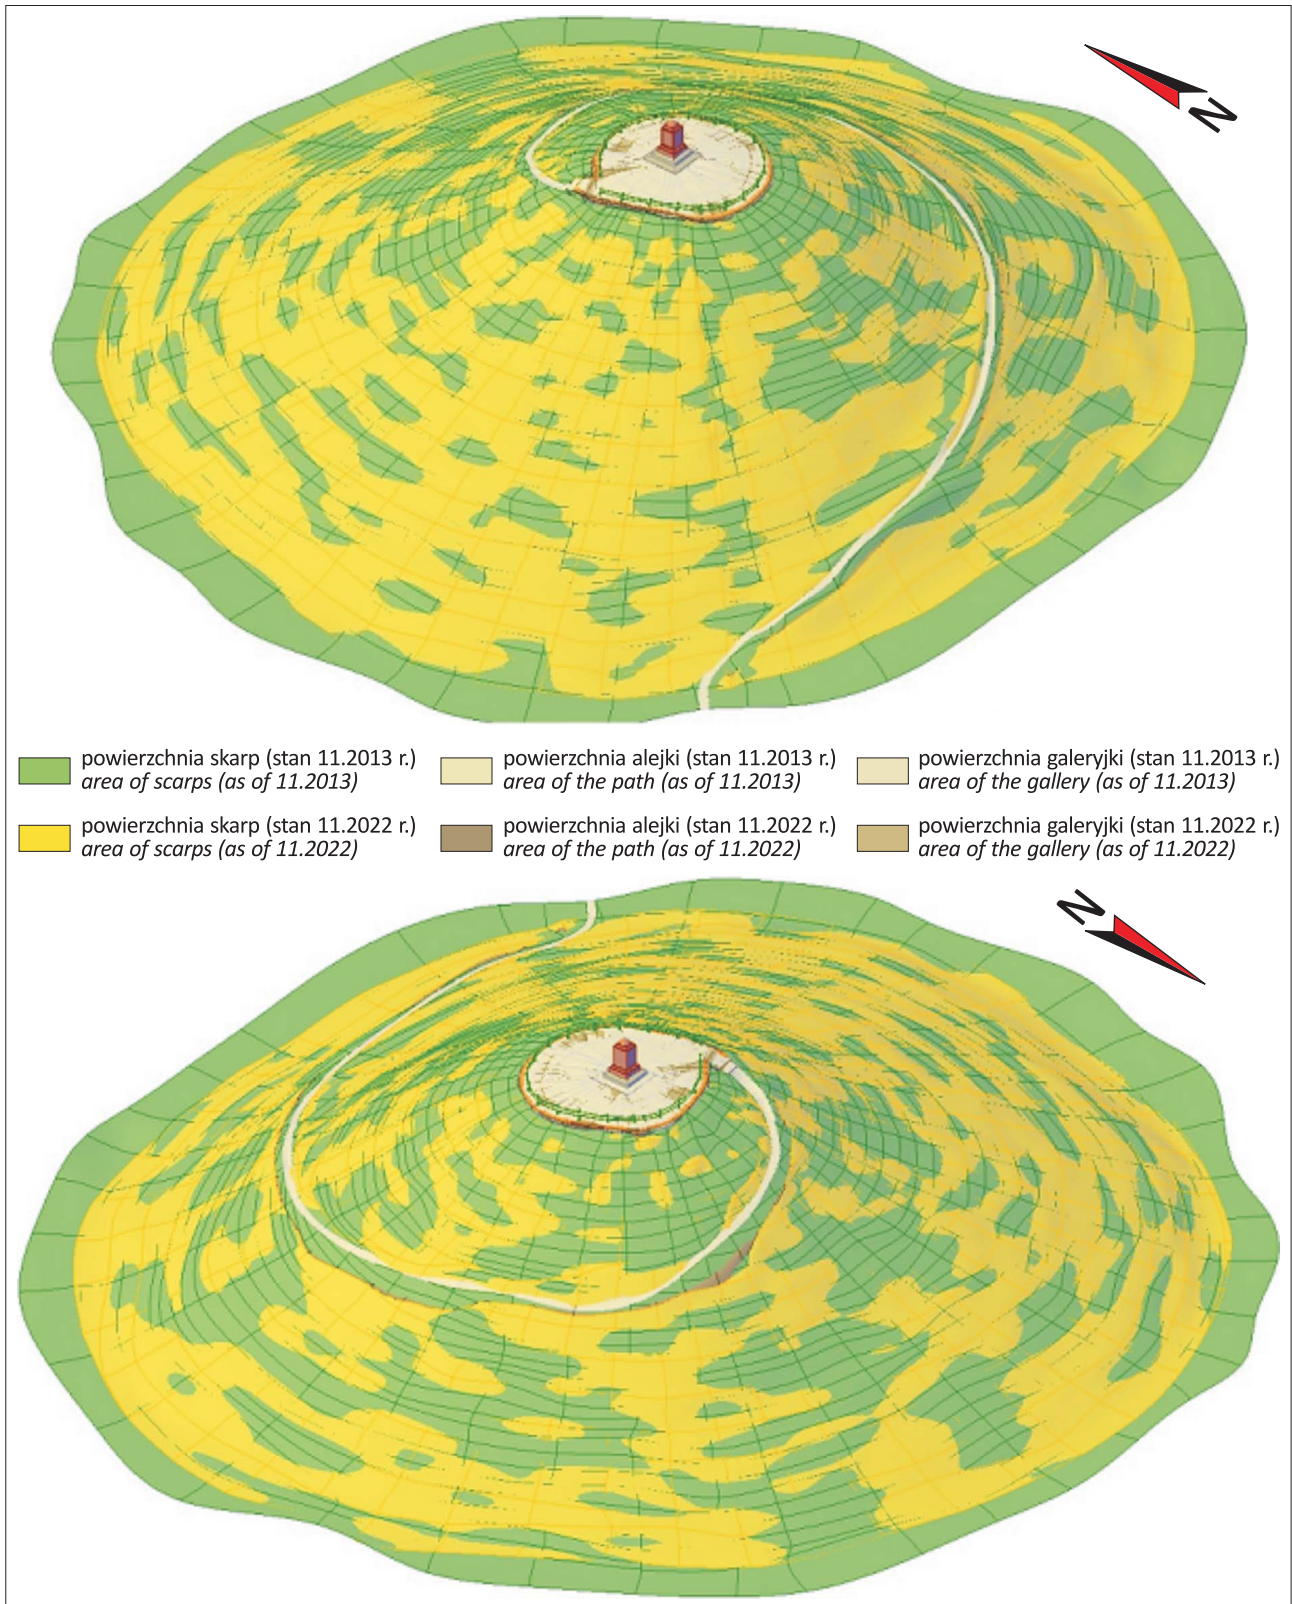 N
powierzchnia skarp (stan 11.2013 r.)
area of scarps (as of 11.2013)
powierzchnia alejki (stan 11.2013 r.)
area of the path (as of 11.2013)
powierzchnia galeryjki (stan 11.2013 r.)
area of the gallery (as of 11.2013)
powierzchnia skarp (stan 11.2022 r.)
area of scarps (as of 11.2022)
powierzchnia alejki (stan 11.2022 r.)
area of the path (as of 11.2022)
powierzchnia galeryjki (stan 11.2022 r.)
area of the gallery (as of 11.2022)
N